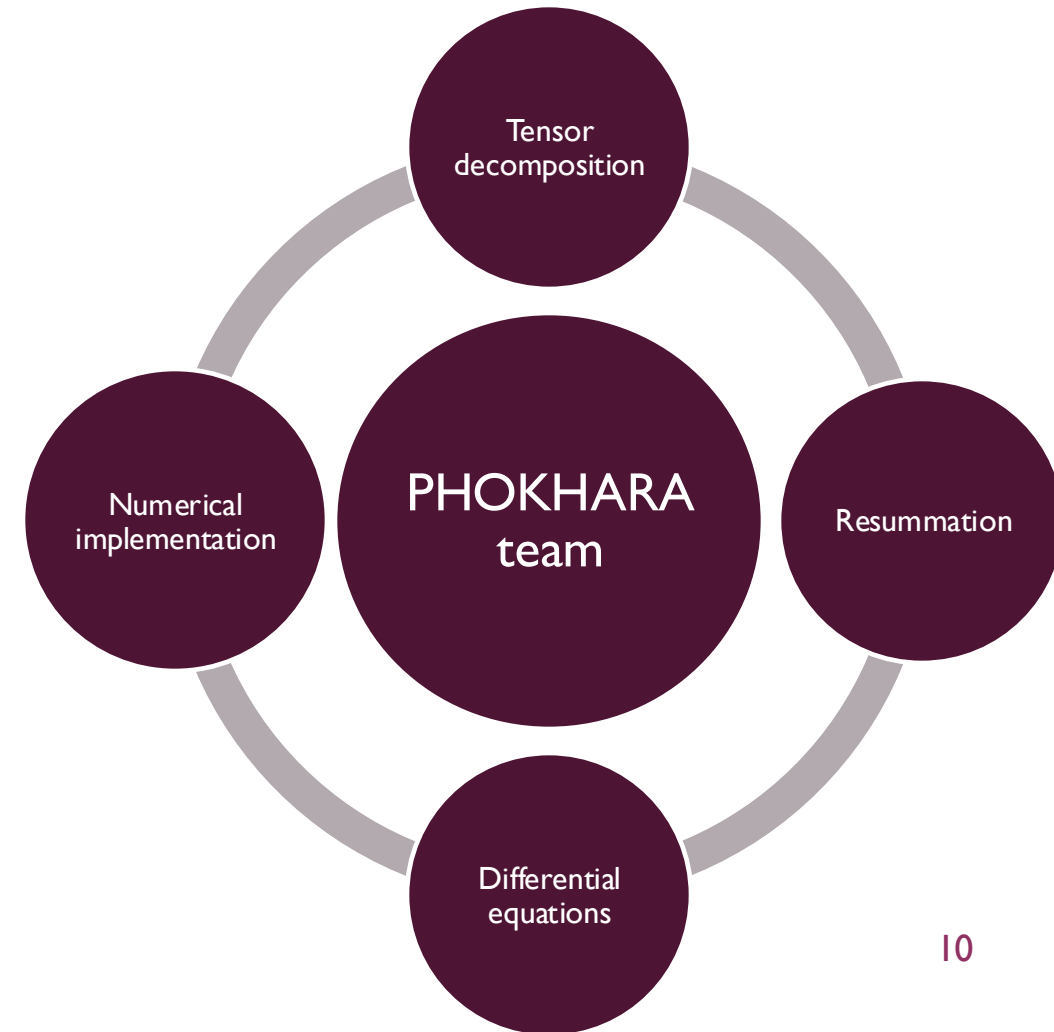 Tensor
decomposition
Numerical
implementation
PHOKHARA
team
Resummation
Differential
equations
10